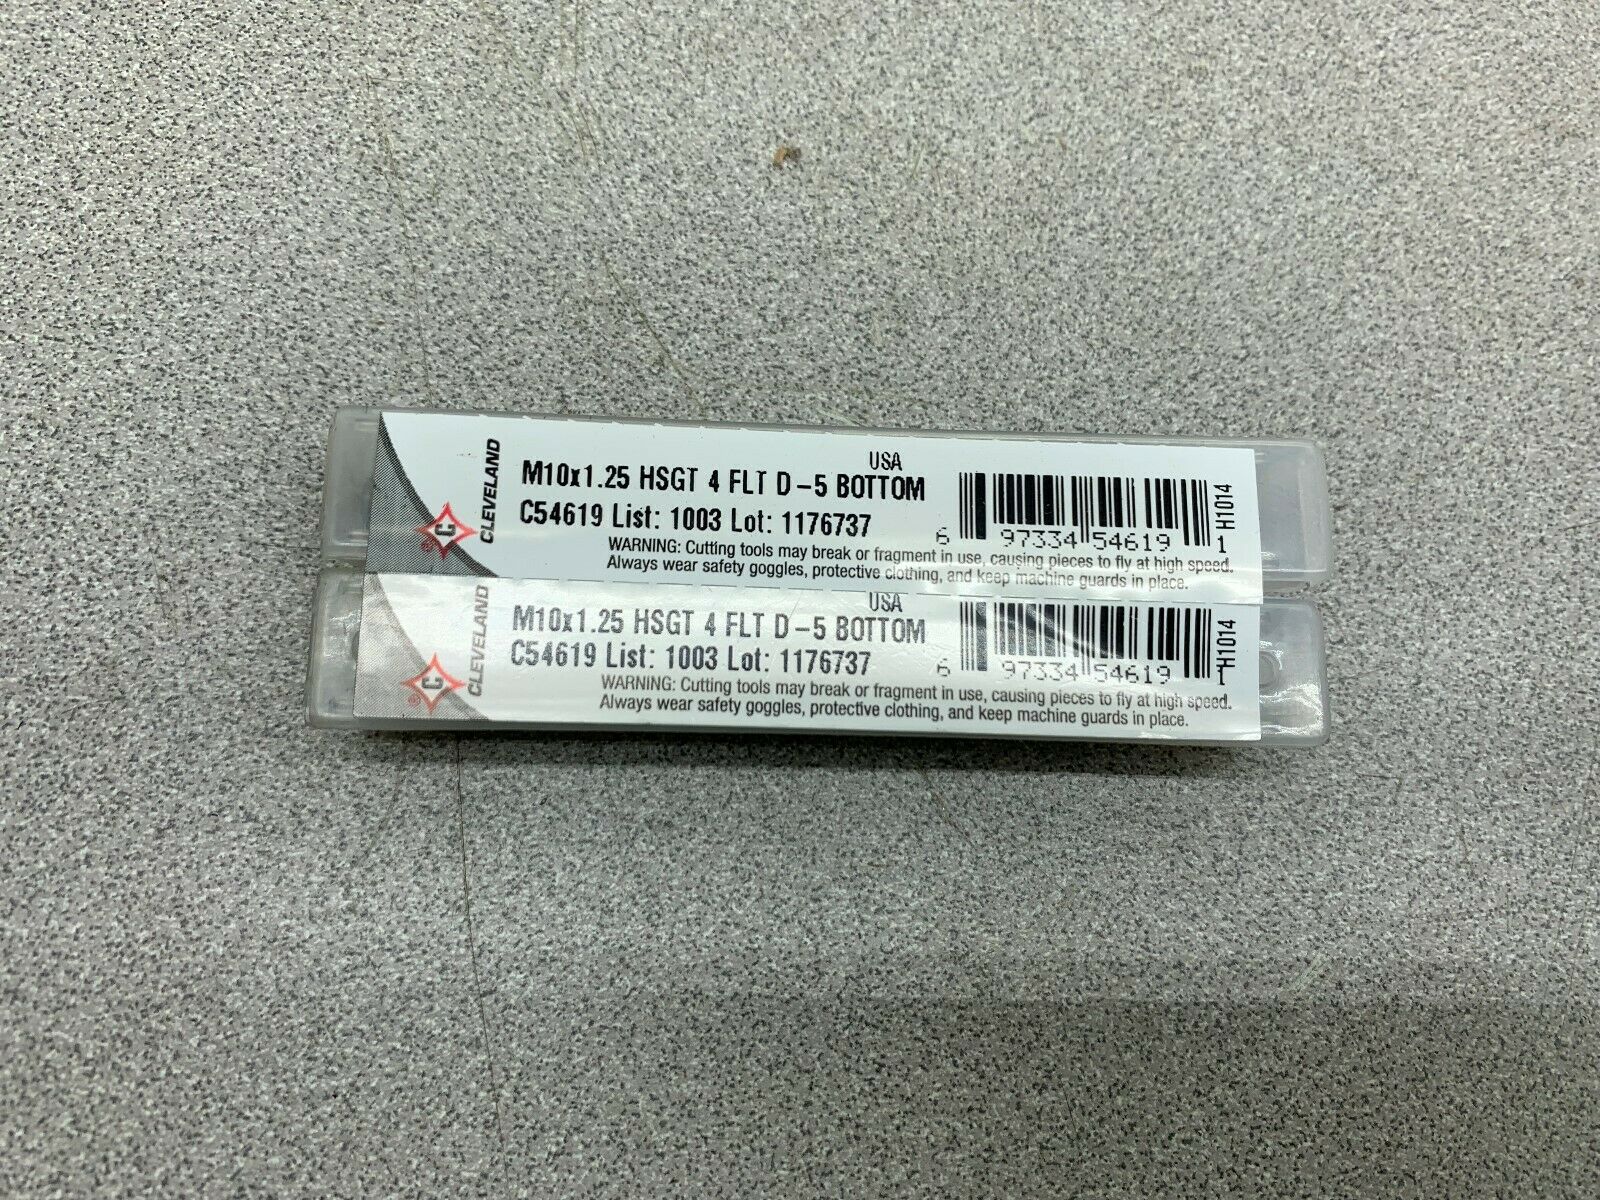 CLEVELAND
USA
M10x1.25 HSGT 4 FLT D-5 BOTTOM
C54619 List: 1003 Lot: 1176737
6 97334 54619 1
H1014
WARNING: Cutting tools may break or fragment in use, causing pieces to fly at high speed.
Always wear safety goggles, protective clothing, and keep machine guards in place.
C ®
CLEVELAND
USA
M10x1.25 HSGT 4 FLT D-5 BOTTOM
C54619 List: 1003 Lot: 1176737
6 97334 54619 1
H1014
WARNING: Cutting tools may break or fragment in use, causing pieces to fly at high speed.
Always wear safety goggles, protective clothing, and keep machine guards in place.
C ®